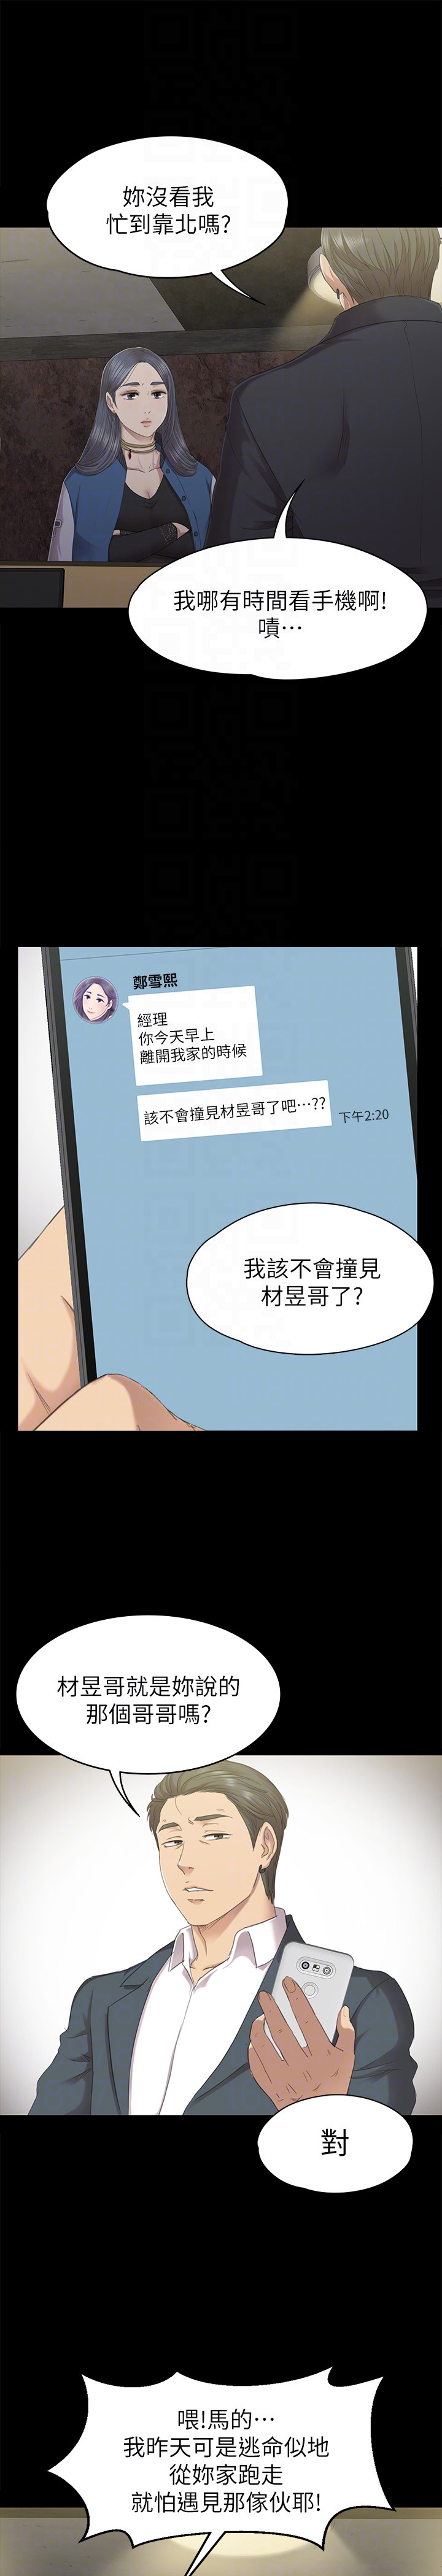 妳沒看我
忙到靠北嗎?
我哪有時間看手機啊!
嘖⋯
鄭雪熙
經理
你今天早上
離開我家的時候
該不會撞見材昱哥了吧⋯??
下午2:20
我該不會撞見
材昱哥了?
材昱哥就是妳說的
那個哥哥嗎?
對
喂!馬的⋯
我昨天可是逃命似地
從妳家跑走
就怕遇見那傢伙耶!